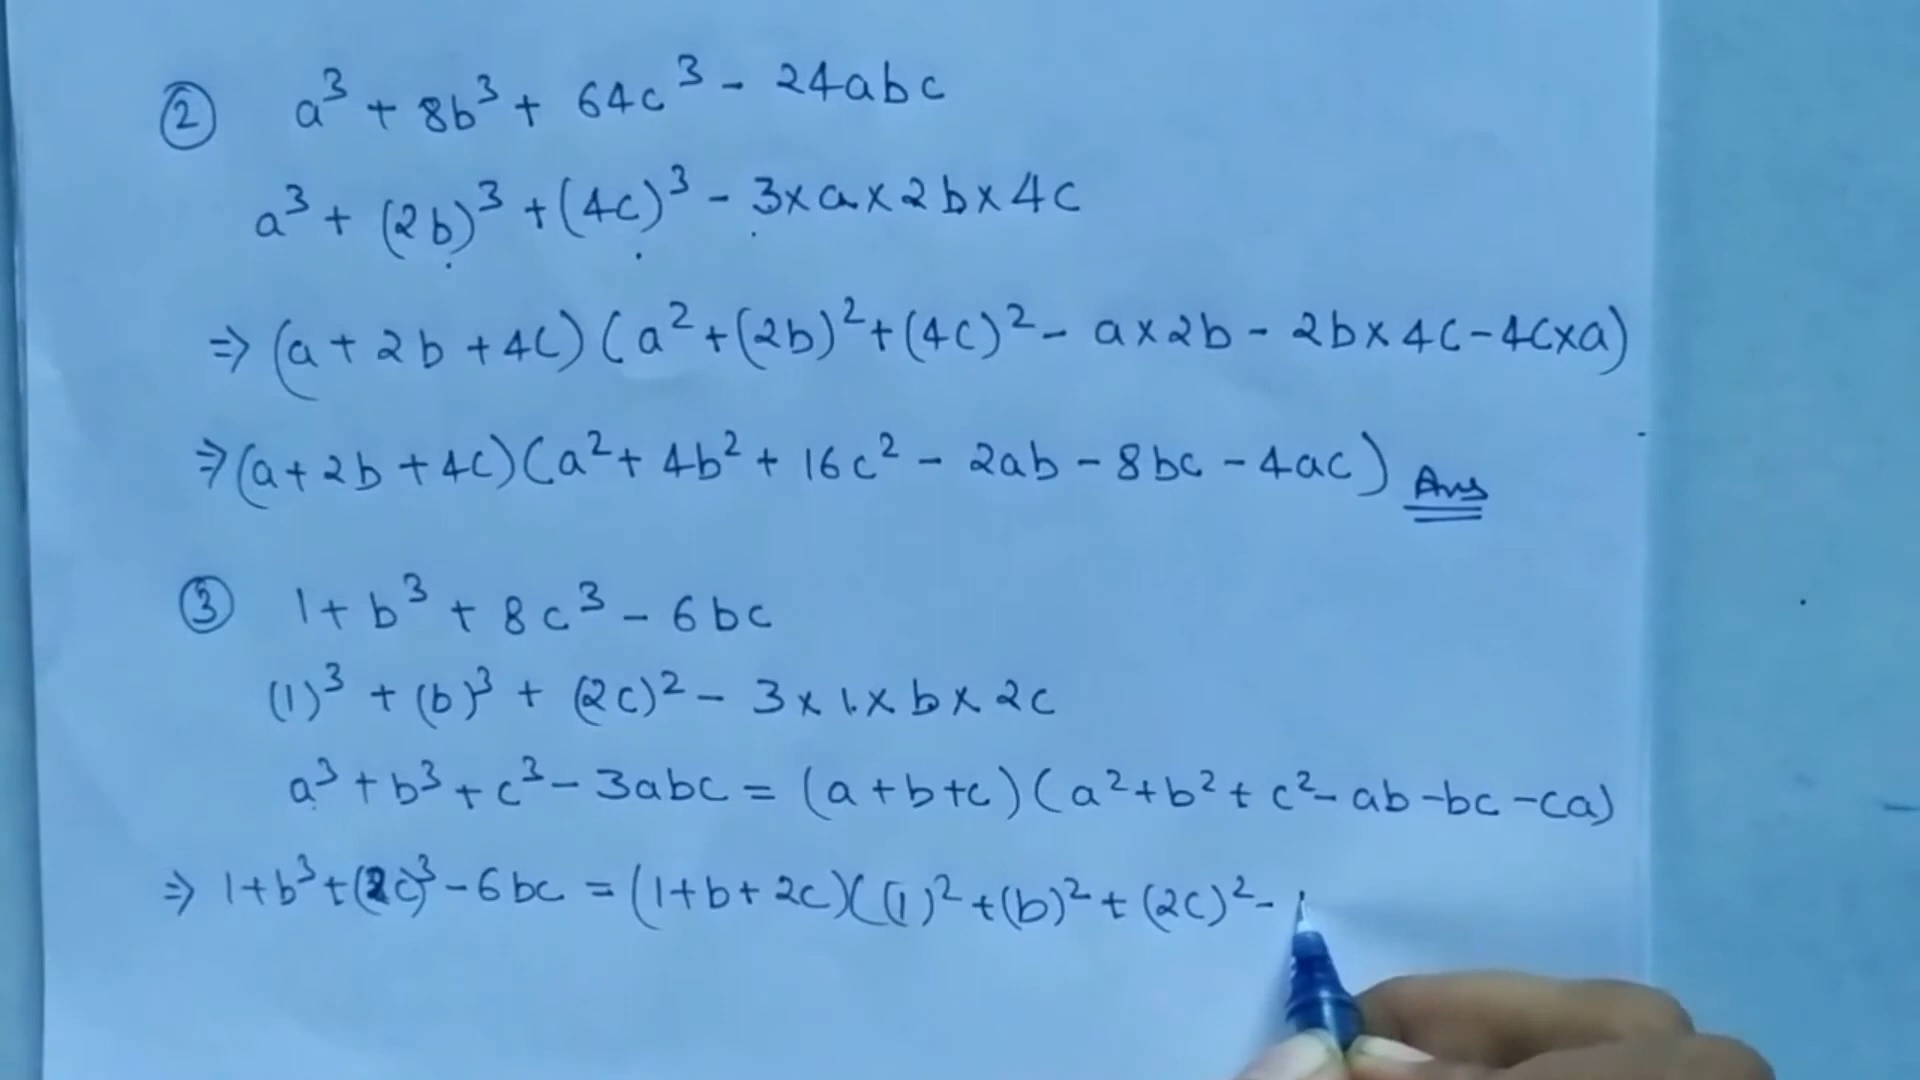 ② a³ + 8b³ + 64c³ - 24abc
a³ + (2b)³ + (4c)³ - 3×a×2b×4c
⇒ (a + 2b + 4c) (a² + (2b)² + (4c)² - a×2b - 2b×4c - 4c×a)
⇒ (a + 2b + 4c) (a² + 4b² + 16c² - 2ab - 8bc - 4ac) Ans
③ 1 + b³ + 8c³ - 6bc
(1)³ + (b)³ + (2c)² - 3×1×b×2c
a³ + b³ + c³ - 3abc = (a + b + c) (a² + b² + c² - ab - bc - ca)
⇒ 1 + b³ + (2c)³ - 6bc = (1 + b + 2c)((1)² + (b)² + (2c)² -